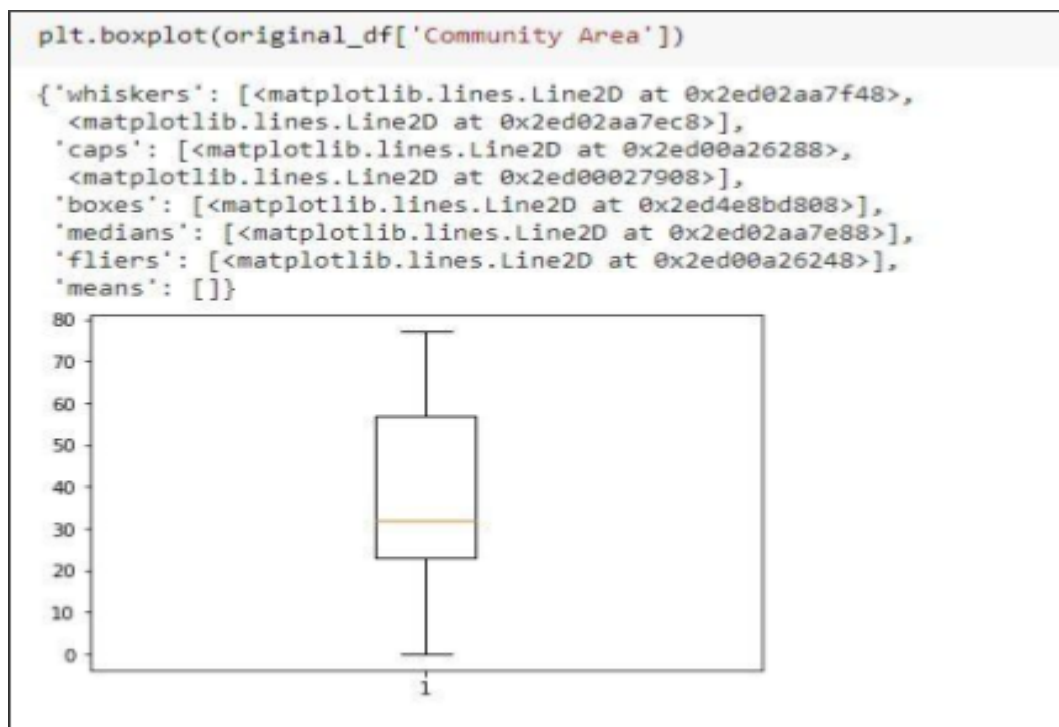 plt.boxplot(original_df['Community Area'])
{'whiskers': [<matplotlib.lines.Line2D at 0x2ed02aa7f48>,
<matplotlib.lines.Line2D at 0x2ed02aa7ec8>],
'caps': [<matplotlib.lines.Line2D at 0x2ed00a26288>,
<matplotlib.lines.Line2D at 0x2ed00027908>],
'boxes': [<matplotlib.lines.Line2D at 0x2ed4e8bd808>],
'medians': [<matplotlib.lines.Line2D at 0x2ed02aa7e88>],
'fliers': [<matplotlib.lines.Line2D at 0x2ed00a26248>],
'means': []}
80
70
60
50
40
30
20
10
0
1